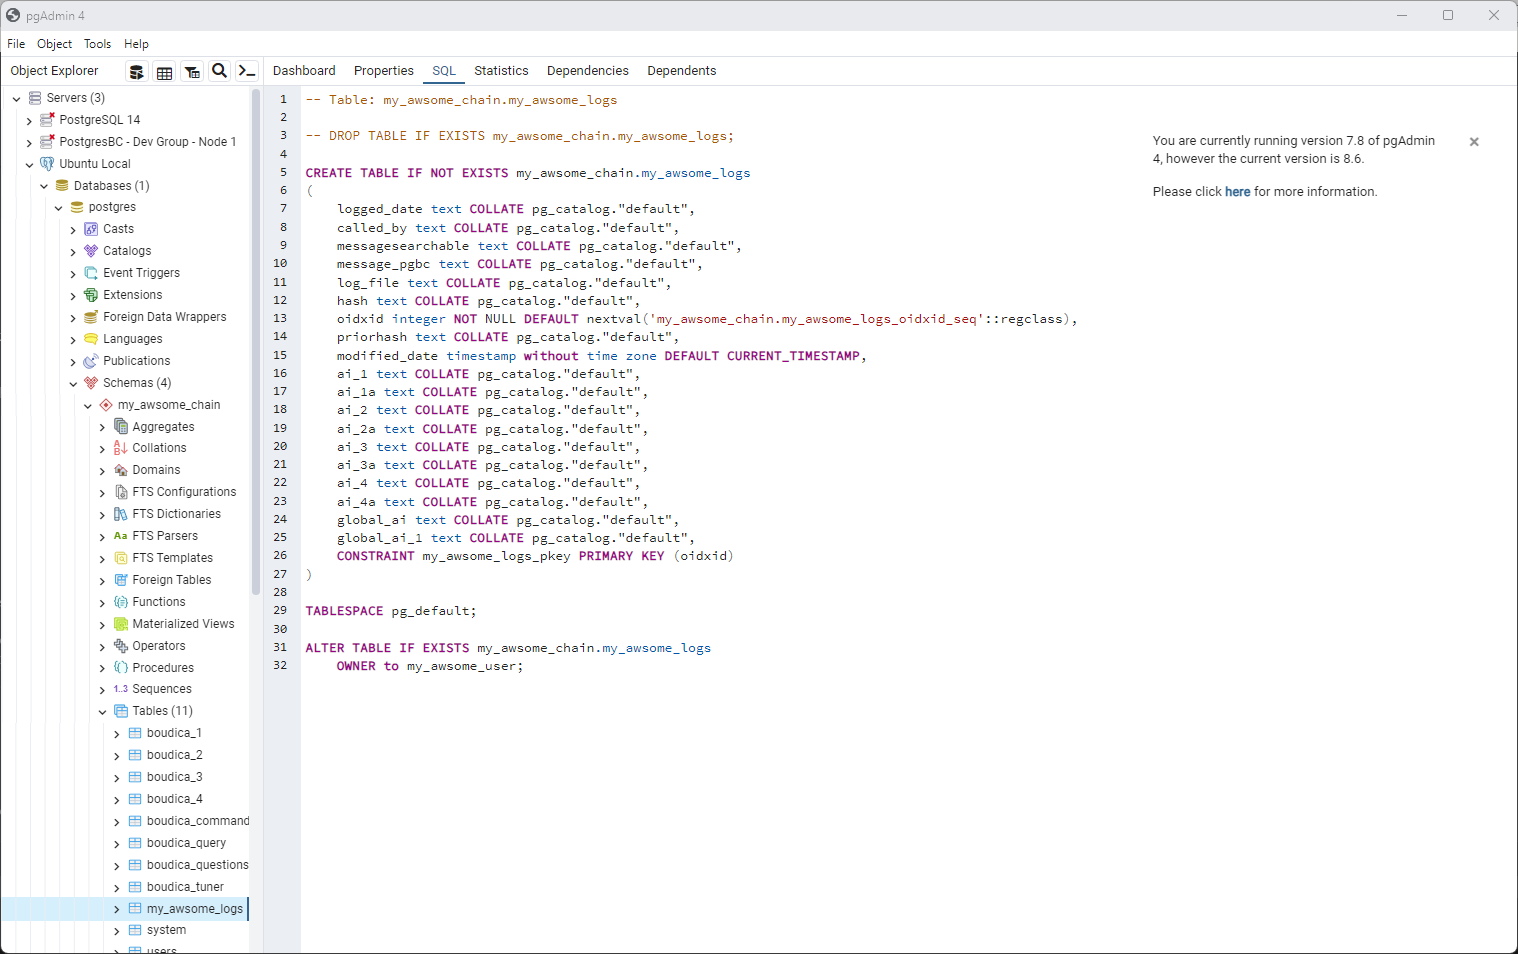 pgAdmin 4
File Object Tools Help
Object Explorer
Dashboard Properties SQL Statistics Dependencies Dependents
Servers (3)
PostgreSQL 14
PostgresBC - Dev Group - Node 1
Ubuntu Local
Databases (1)
postgres
Casts
Catalogs
Event Triggers
Extensions
Foreign Data Wrappers
Languages
Publications
Schemas (4)
my_awsome_chain
Aggregates
Collations
Domains
FTS Configurations
FTS Dictionaries
Aa FTS Parsers
FTS Templates
Foreign Tables
Functions
Materialized Views
Operators
Procedures
1..3 Sequences
Tables (11)
boudica_1
boudica_2
boudica_3
boudica_4
boudica_command
boudica_query
boudica_questions
boudica_tuner
my_awsome_logs
system
users
1 -- Table: my_awsome_chain.my_awsome_logs
2
3 -- DROP TABLE IF EXISTS my_awsome_chain.my_awsome_logs;
4
5 CREATE TABLE IF NOT EXISTS my_awsome_chain.my_awsome_logs
6 (
7 logged_date text COLLATE pg_catalog."default",
8 called_by text COLLATE pg_catalog."default",
9 messagesearchable text COLLATE pg_catalog."default",
10 message_pgbc text COLLATE pg_catalog."default",
11 log_file text COLLATE pg_catalog."default",
12 hash text COLLATE pg_catalog."default",
13 oidxid integer NOT NULL DEFAULT nextval('my_awsome_chain.my_awsome_logs_oidxid_seq'::regclass),
14 priorhash text COLLATE pg_catalog."default",
15 modified_date timestamp without time zone DEFAULT CURRENT_TIMESTAMP,
16 ai_1 text COLLATE pg_catalog."default",
17 ai_1a text COLLATE pg_catalog."default",
18 ai_2 text COLLATE pg_catalog."default",
19 ai_2a text COLLATE pg_catalog."default",
20 ai_3 text COLLATE pg_catalog."default",
21 ai_3a text COLLATE pg_catalog."default",
22 ai_4 text COLLATE pg_catalog."default",
23 ai_4a text COLLATE pg_catalog."default",
24 global_ai text COLLATE pg_catalog."default",
25 global_ai_1 text COLLATE pg_catalog."default",
26 CONSTRAINT my_awsome_logs_pkey PRIMARY KEY (oidxid)
27 )
28
29 TABLESPACE pg_default;
30
31 ALTER TABLE IF EXISTS my_awsome_chain.my_awsome_logs
32 OWNER to my_awsome_user;
You are currently running version 7.8 of pgAdmin
4, however the current version is 8.6.
Please click here for more information.